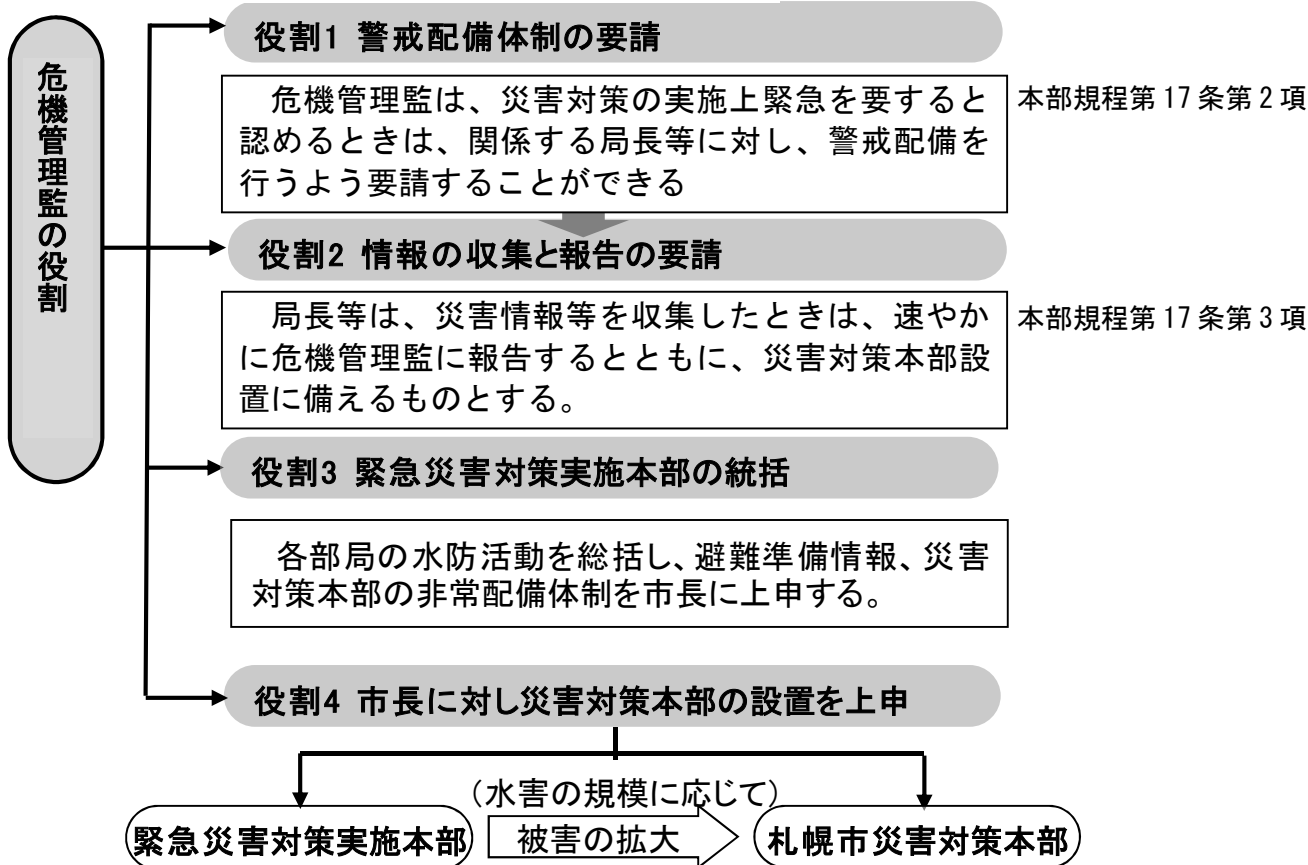 危機管理監の役割
役割1 警戒配備体制の要請
危機管理監は、災害対策の実施上緊急を要すると
認めるときは、関係する局長等に対し、警戒配備を
行うよう要請することができる
本部規程第17条第2項
役割2 情報の収集と報告の要請
局長等は、災害情報等を収集したときは、速やか
に危機管理監に報告するとともに、災害対策本部設
置に備えるものとする。
本部規程第17条第3項
役割3 緊急災害対策実施本部の統括
各部局の水防活動を総括し、避難準備情報、災害
対策本部の非常配備体制を市長に上申する。
役割4 市長に対し災害対策本部の設置を上申
(水害の規模に応じて)
緊急災害対策実施本部
被害の拡大
札幌市災害対策本部